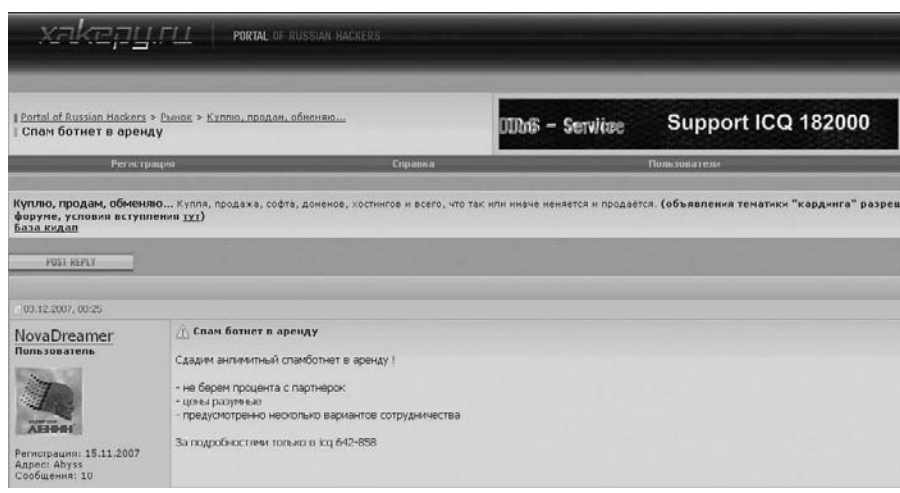 xakepy.ru
PORTAL OF RUSSIAN HACKERS
Portal of Russian Hackers > Рынок > Куплю, продам, обменяю...
Спам ботнет в аренду
DDoS - Service
Support ICQ 182000
Регистрация
Справка
Пользователи
Куплю, продам, обменяю... Купля, продажа, софта, доменов, хостингов и всего, что так или иначе меняется и продаётся. (объявления тематики "кардинга" разреш
форуме, условия вступления тут)
База кидал
POST REPLY
03.12.2007, 00:25
NovaDreamer
Пользователь
ЛЕНИН
Регистрация: 15.11.2007
Адрес: Abyss
Сообщения: 10
Спам ботнет в аренду
Сдадим анлимитный спамботнет в аренду !
- не берем процента с партнерок
- цены разумные
- предусмотренно несколько вариантов сотрудничества
За подробностями только в icq 642-858